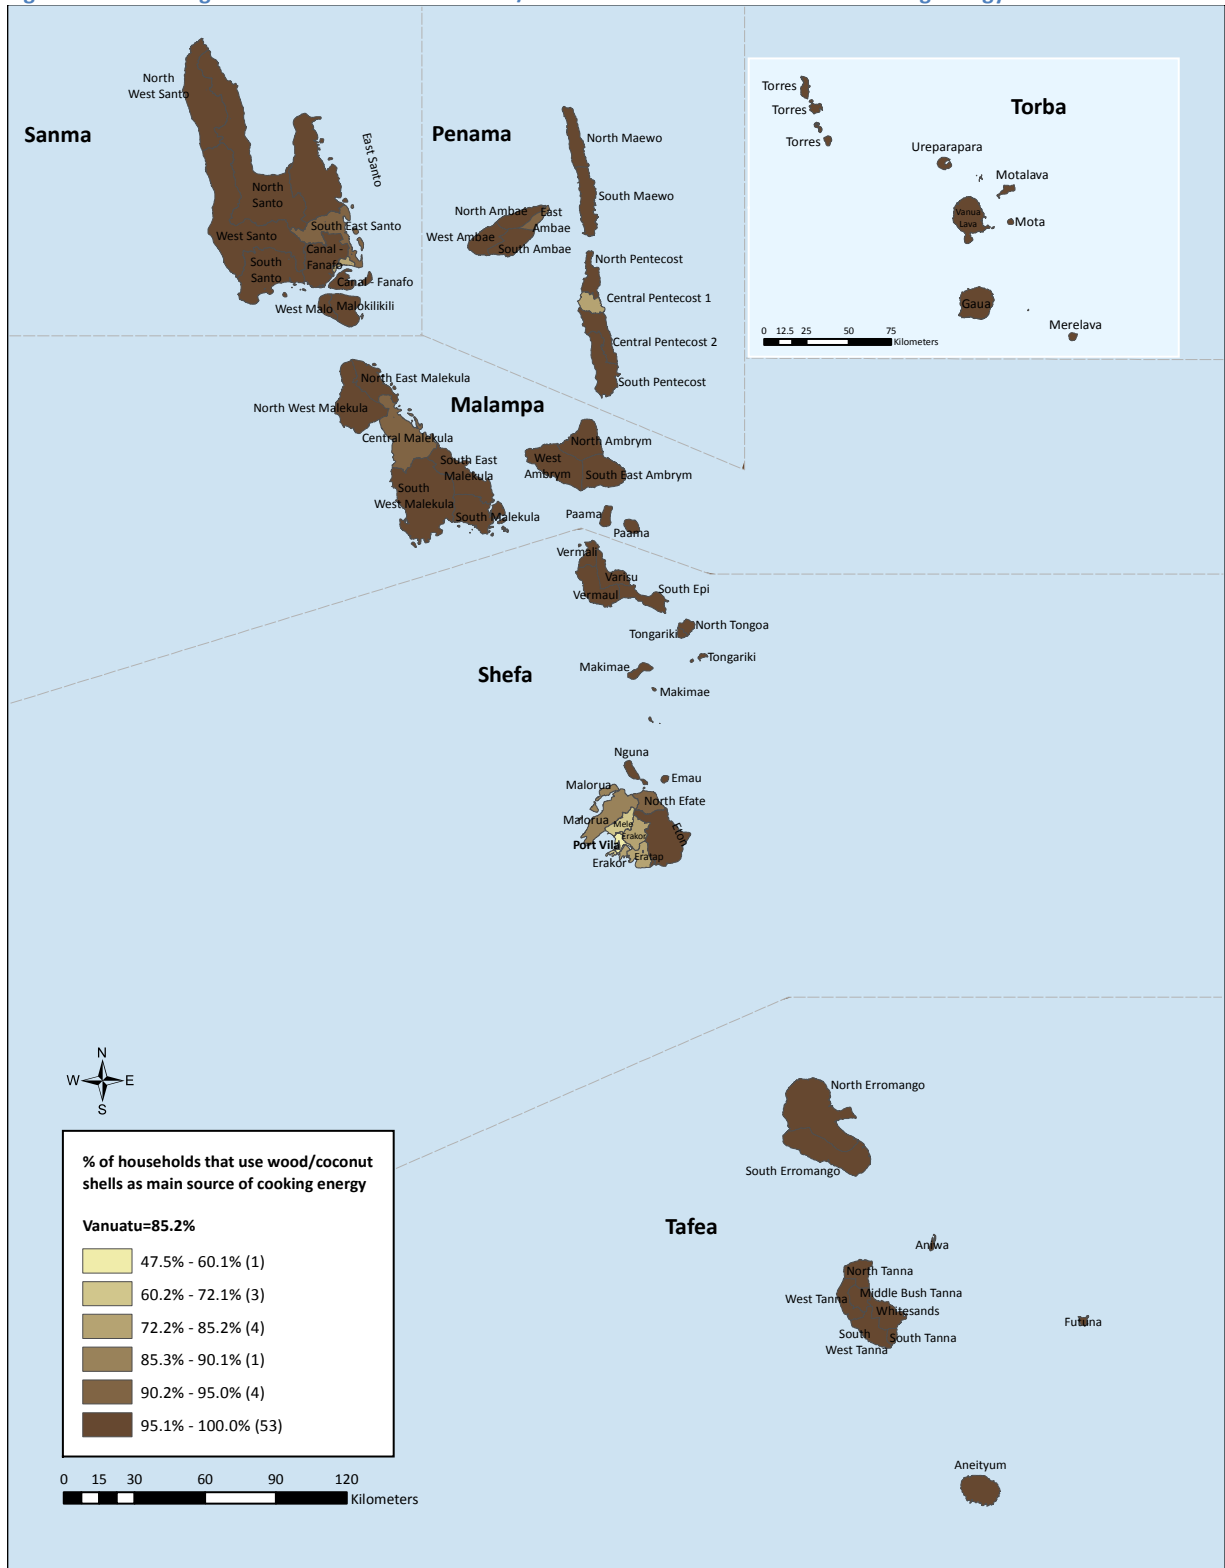 North
West Santo
Sanma
East Santo
North
Santo
South East Santo
West Santo
Canal -
Fanafo
South
Santo
Canal - Fanafo
West Malo
Malokilikili
Penama
North Maewo
South Maewo
North Ambae
East
Ambae
West Ambae
South Ambae
North Pentecost
Central Pentecost 1
Central Pentecost 2
South Pentecost
Torba
Torres
Torres
Torres
Ureparapara
Motalava
Vanua
Lava
Mota
Gaua
Merelava
0 12.5 25 50 75
Kilometers
Malampa
North East Malekula
North West Malekula
Central Malekula
South East
Malekula
South
West Malekula
South Malekula
North Ambrym
West
Ambrym
South East Ambrym
Paama
Paama
Shefa
Vermali
Varisu
Vermaul
South Epi
North Tongoa
Tongariki
Tongariki
Makimae
Makimae
Nguna
Emau
Malorua
North Efate
Malorua
Mele
Erakor
Eton
Port Vila
Erakor
Eratap
N
W E
S
Tafea
North Erromango
South Erromango
Aniwa
North Tanna
Middle Bush Tanna
West Tanna
Whitesands
South
West Tanna
South Tanna
Futuna
Aneityum
% of households that use wood/coconut
shells as main source of cooking energy
Vanuatu=85.2%
47.5% - 60.1% (1)
60.2% - 72.1% (3)
72.2% - 85.2% (4)
85.3% - 90.1% (1)
90.2% - 95.0% (4)
95.1% - 100.0% (53)
0 15 30 60 90 120
Kilometers